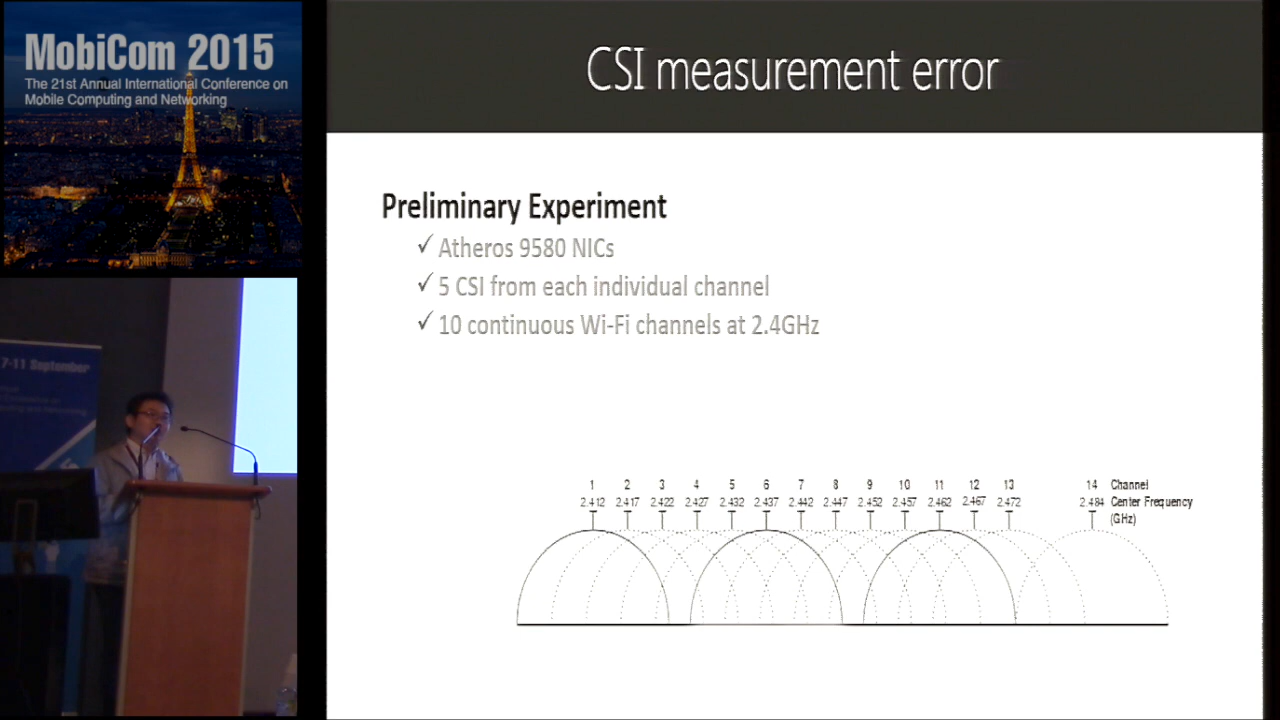 MobiCom 2015
The 21st Annual International Conference on
Mobile Computing and Networking
7-11 September
CSI measurement error
Preliminary Experiment
✓ Atheros 9580 NICs
✓ 5 CSI from each individual channel
✓ 10 continuous Wi-Fi channels at 2.4GHz
1 2 3 4 5 6 7 8 9 10 11 12 13 14 Channel
2.412 2.417 2.422 2.427 2.432 2.437 2.442 2.447 2.452 2.457 2.462 2.467 2.472 2.484 Center Frequency
(GHz)